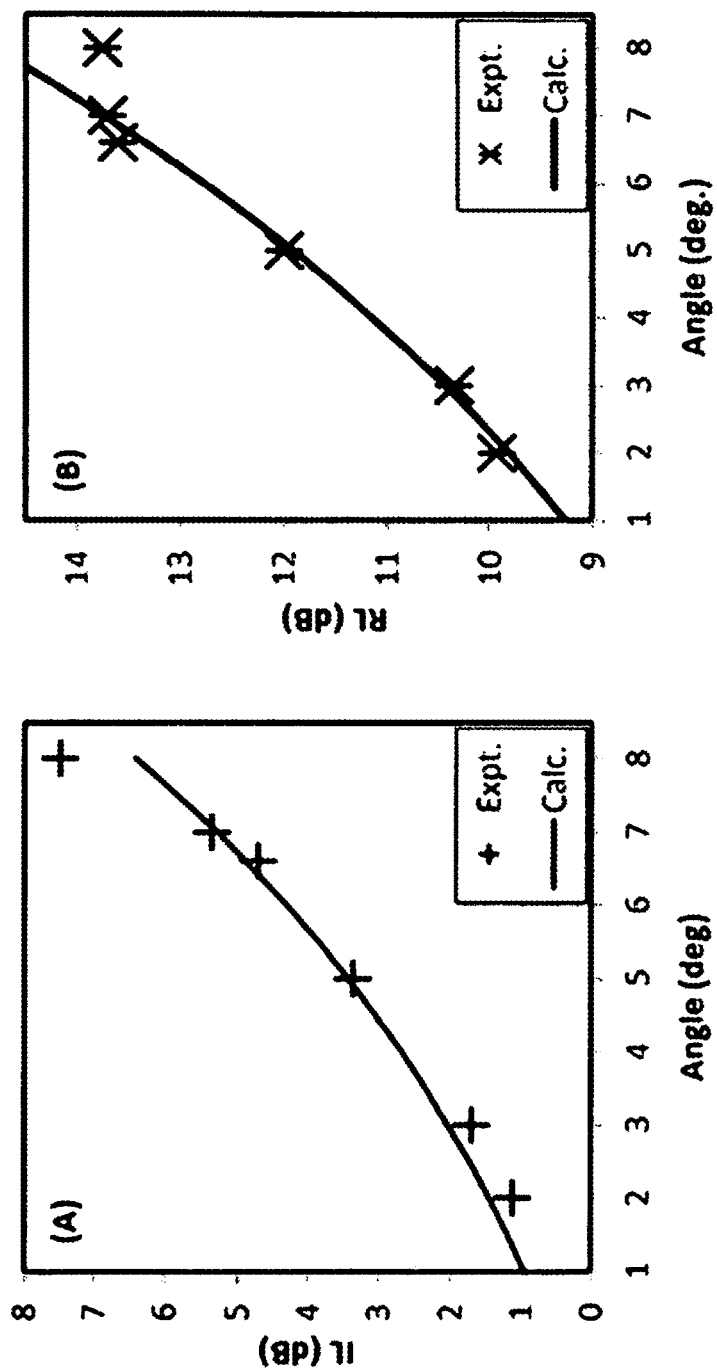 (A)
IL (dB)
8
7
6
5
4
3
2
1
0
+ Expt.
Calc.
1 2 3 4 5 6 7 8
Angle (deg)
(B)
RL (dB)
14
13
12
11
10
9
Expt.
Calc.
1 2 3 4 5 6 7 8
Angle (deg.)